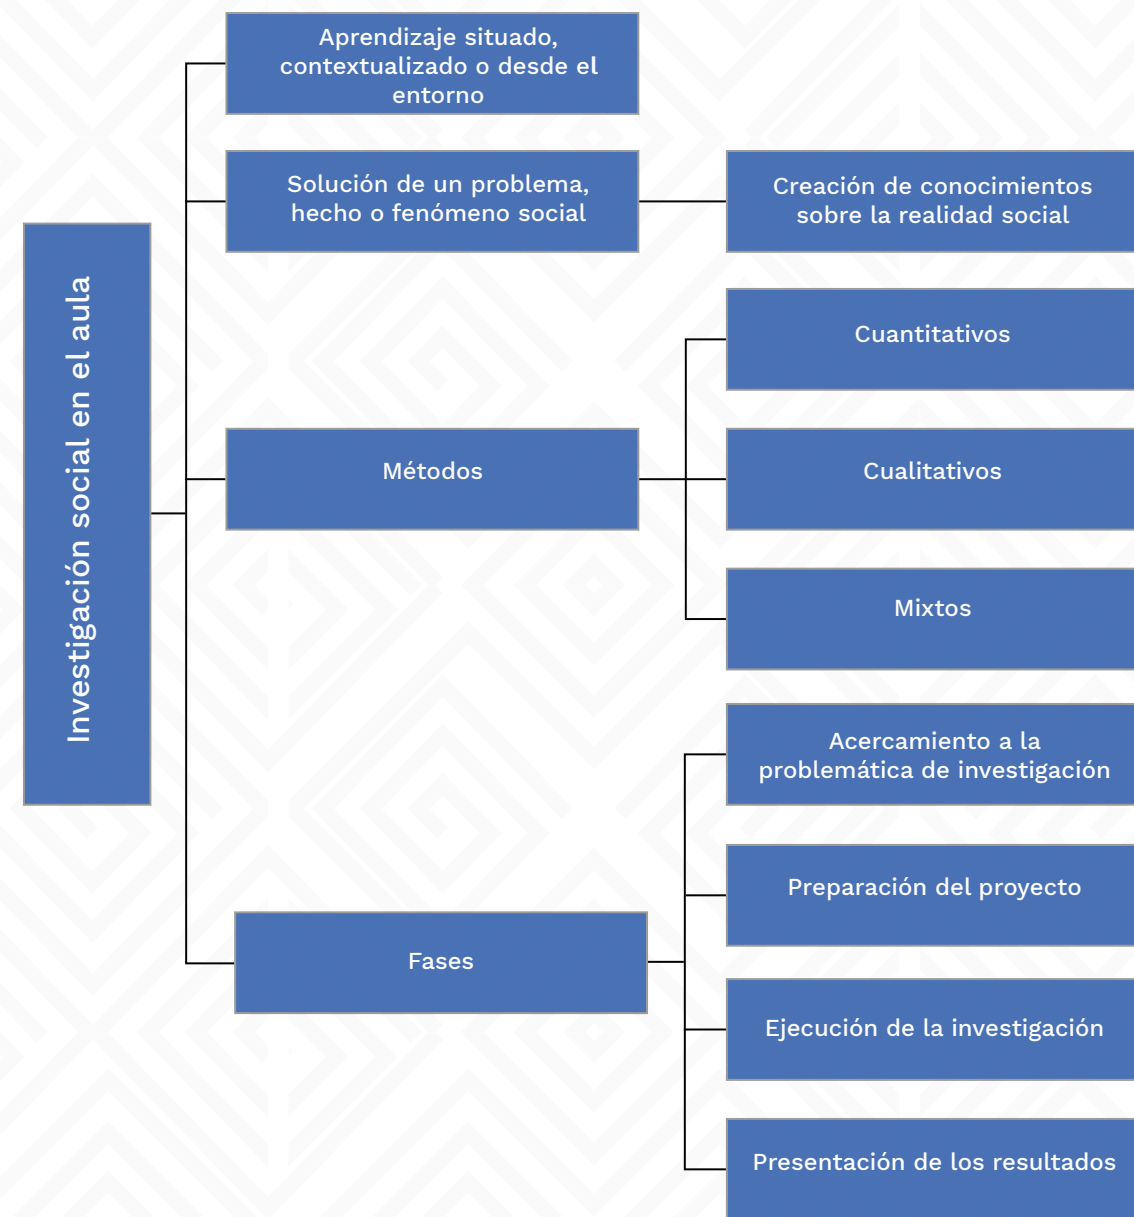 Investigación social en el aula
Aprendizaje situado,
contextualizado o desde el
entorno
Solución de un problema,
hecho o fenómeno social
Creación de conocimientos
sobre la realidad social
Métodos
Cuantitativos
Cualitativos
Mixtos
Fases
Acercamiento a la
problemática de investigación
Preparación del proyecto
Ejecución de la investigación
Presentación de los resultados